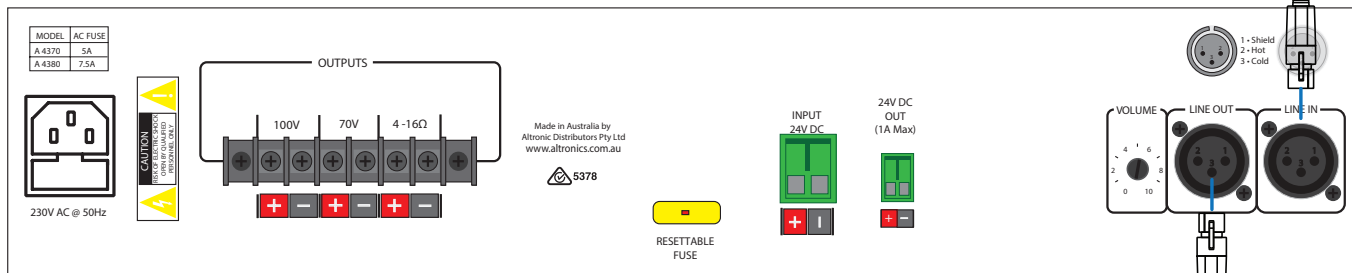 MODEL AC FUSE
A 4370 5A
A 4380 7.5A
230V AC @ 50Hz
CAUTION
RISK OF ELECTRIC SHOCK
OPEN BY QUALIFIED
PERSONNEL ONLY
OUTPUTS
100V 70V 4 -16Ω
+ − + − + −
Made in Australia by
Altronic Distributors Pty Ltd
www.altronics.com.au
5378
RESETTABLE
FUSE
INPUT
24V DC
+ −
24V DC
OUT
(1A Max)
+ −
1 2
3
1 • Shield
2 • Hot
3 • Cold
VOLUME
4 6
2 8
0 10
LINE OUT
2 1
3
LINE IN
2 1
3